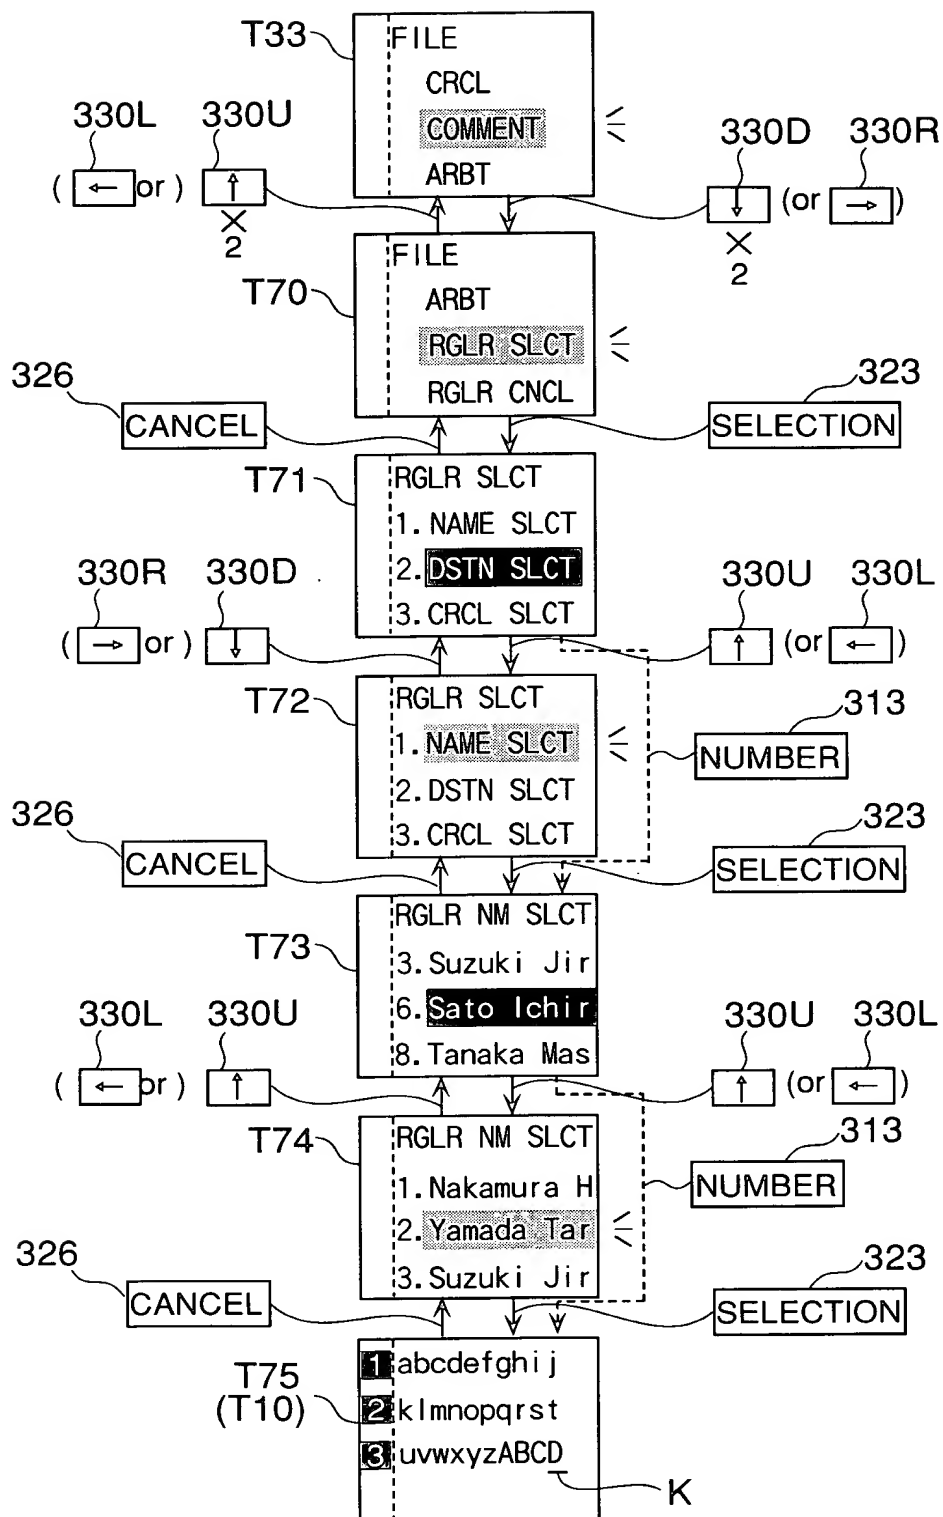 T33
FILE
CRCL
COMMENT
ARBT
330L 330U
( ← or ) ↑
× 2
330D 330R
↓ (or → )
× 2
T70
FILE
ARBT
RGLR SLCT
RGLR CNCL
326
CANCEL
323
SELECTION
T71
RGLR SLCT
1. NAME SLCT
2. DSTN SLCT
3. CRCL SLCT
330R 330D
( → or ) ↓
330U 330L
↑ (or ← )
T72
RGLR SLCT
1. NAME SLCT
2. DSTN SLCT
3. CRCL SLCT
313
NUMBER
326
CANCEL
323
SELECTION
T73
RGLR NM SLCT
3. Suzuki Jir
6. Sato Ichir
8. Tanaka Mas
330L 330U
( ← or ) ↑
330U 330L
↑ (or ← )
T74
RGLR NM SLCT
1. Nakamura H
2. Yamada Tar
3. Suzuki Jir
313
NUMBER
326
CANCEL
323
SELECTION
T75
(T10)
1 abcdefghij
2 klmnopqrst
3 uvwxyzABCD
K